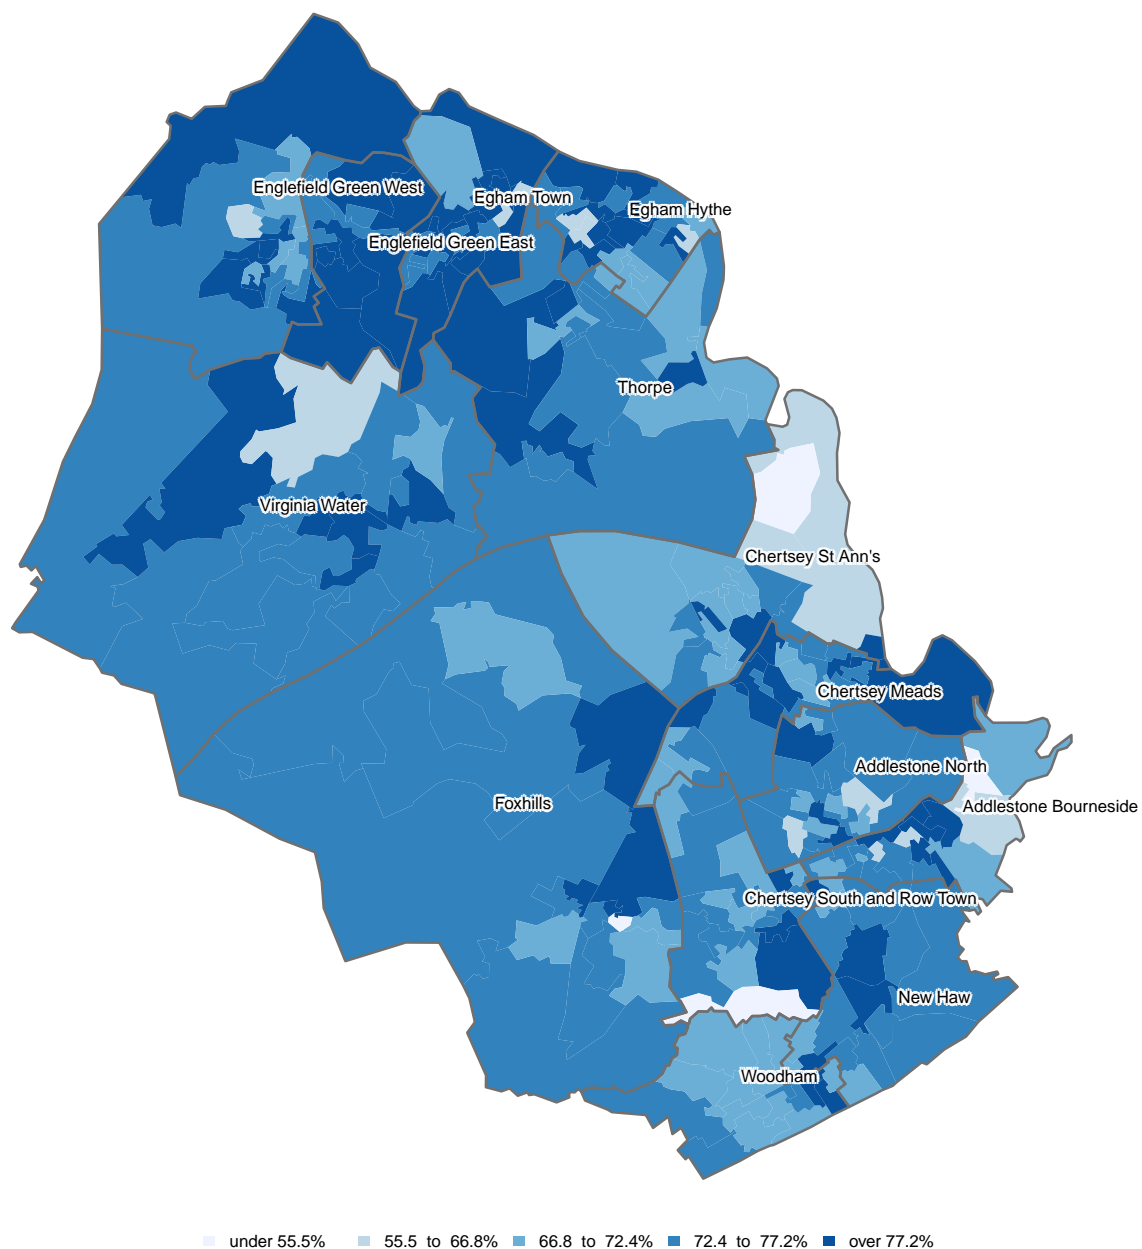 Englefield Green West
Egham Town
Egham Hythe
Englefield Green East
Thorpe
Virginia Water
Chertsey St Ann's
Chertsey Meads
Addlestone North
Foxhills
Addlestone Bourneside
Chertsey South and Row Town
New Haw
Woodham
under 55.5% 55.5 to 66.8% 66.8 to 72.4% 72.4 to 77.2% over 77.2%